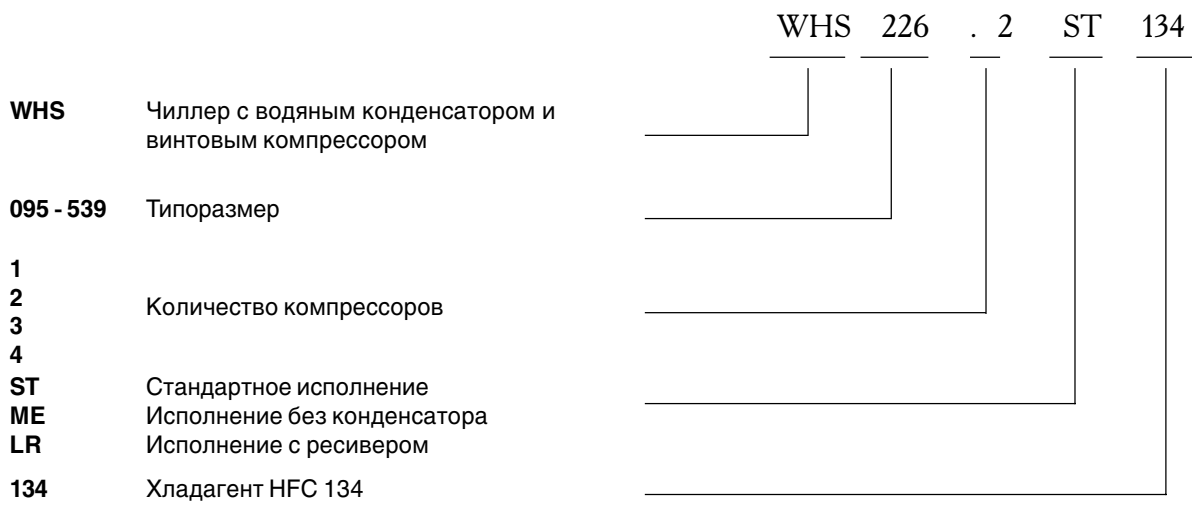 WHS 226 . 2 ST 134
WHS Чиллер с водяным конденсатором и
винтовым компрессором
095 - 539 Типоразмер
1
2
Количество компрессоров
3
4
ST Стандартное исполнение
ME Исполнение без конденсатора
LR Исполнение с ресивером
134 Хладагент HFC 134